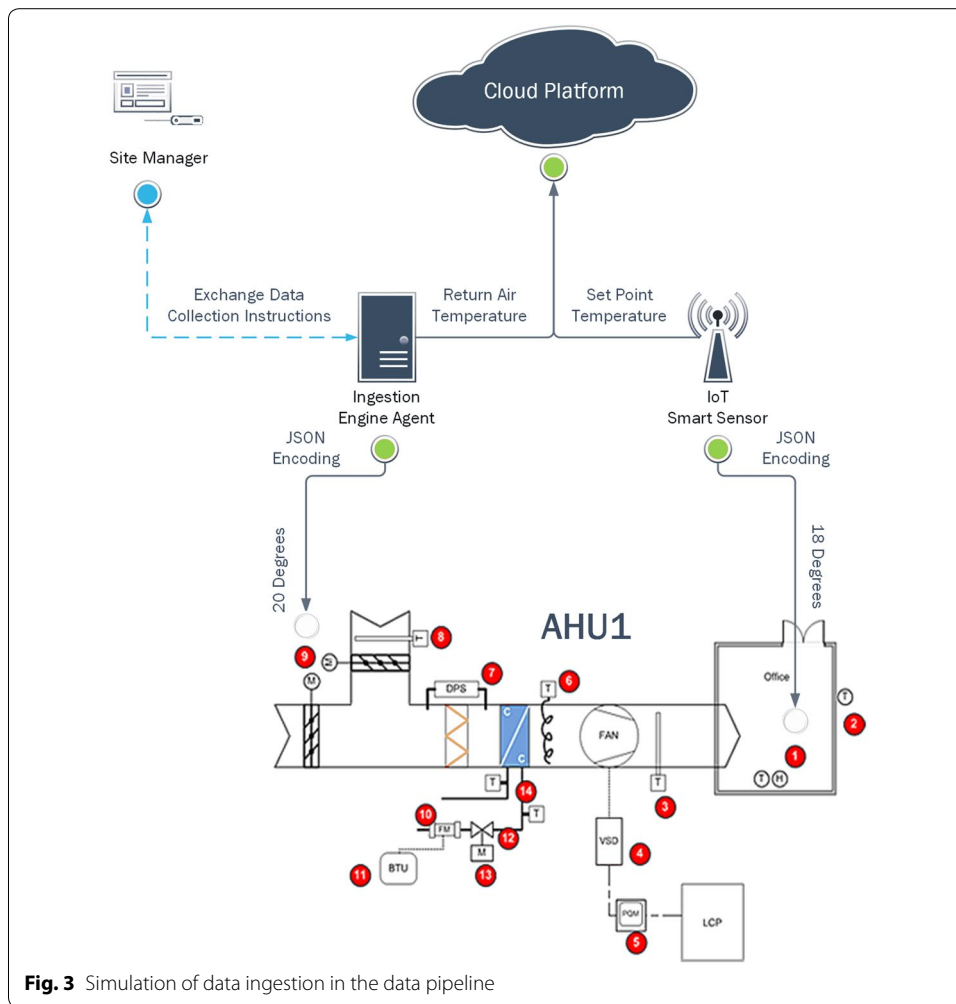 Cloud Platform
Site Manager
Exchange Data
Collection Instructions
Return Air
Temperature
Set Point
Temperature
Ingestion
Engine Agent
IoT
Smart Sensor
JSON
Encoding
JSON
Encoding
20 Degrees
18 Degrees
AHU1
T
8
9
M
M
7
DPS
T
6
Office
T
2
1
T H
C
C
FAN
T
3
T
14
T
10
FM
12
M
13
11
BTU
VSD
4
PQM
5
LCP
Fig. 3 Simulation of data ingestion in the data pipeline